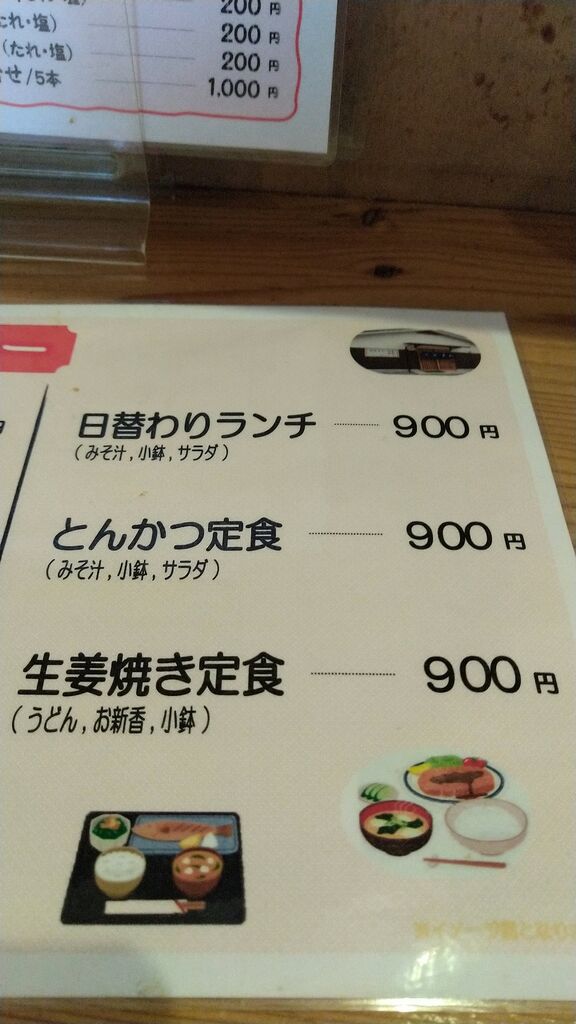 200 円
(たれ・塩) 200 円
(たれ・塩) 200 円
せ/5本 1,000 円
ー
日替わりランチ 900 円
(みそ汁,小鉢,サラダ)
とんかつ定食 900 円
(みそ汁,小鉢,サラダ)
生姜焼き定食 900 円
(うどん,お新香,小鉢)